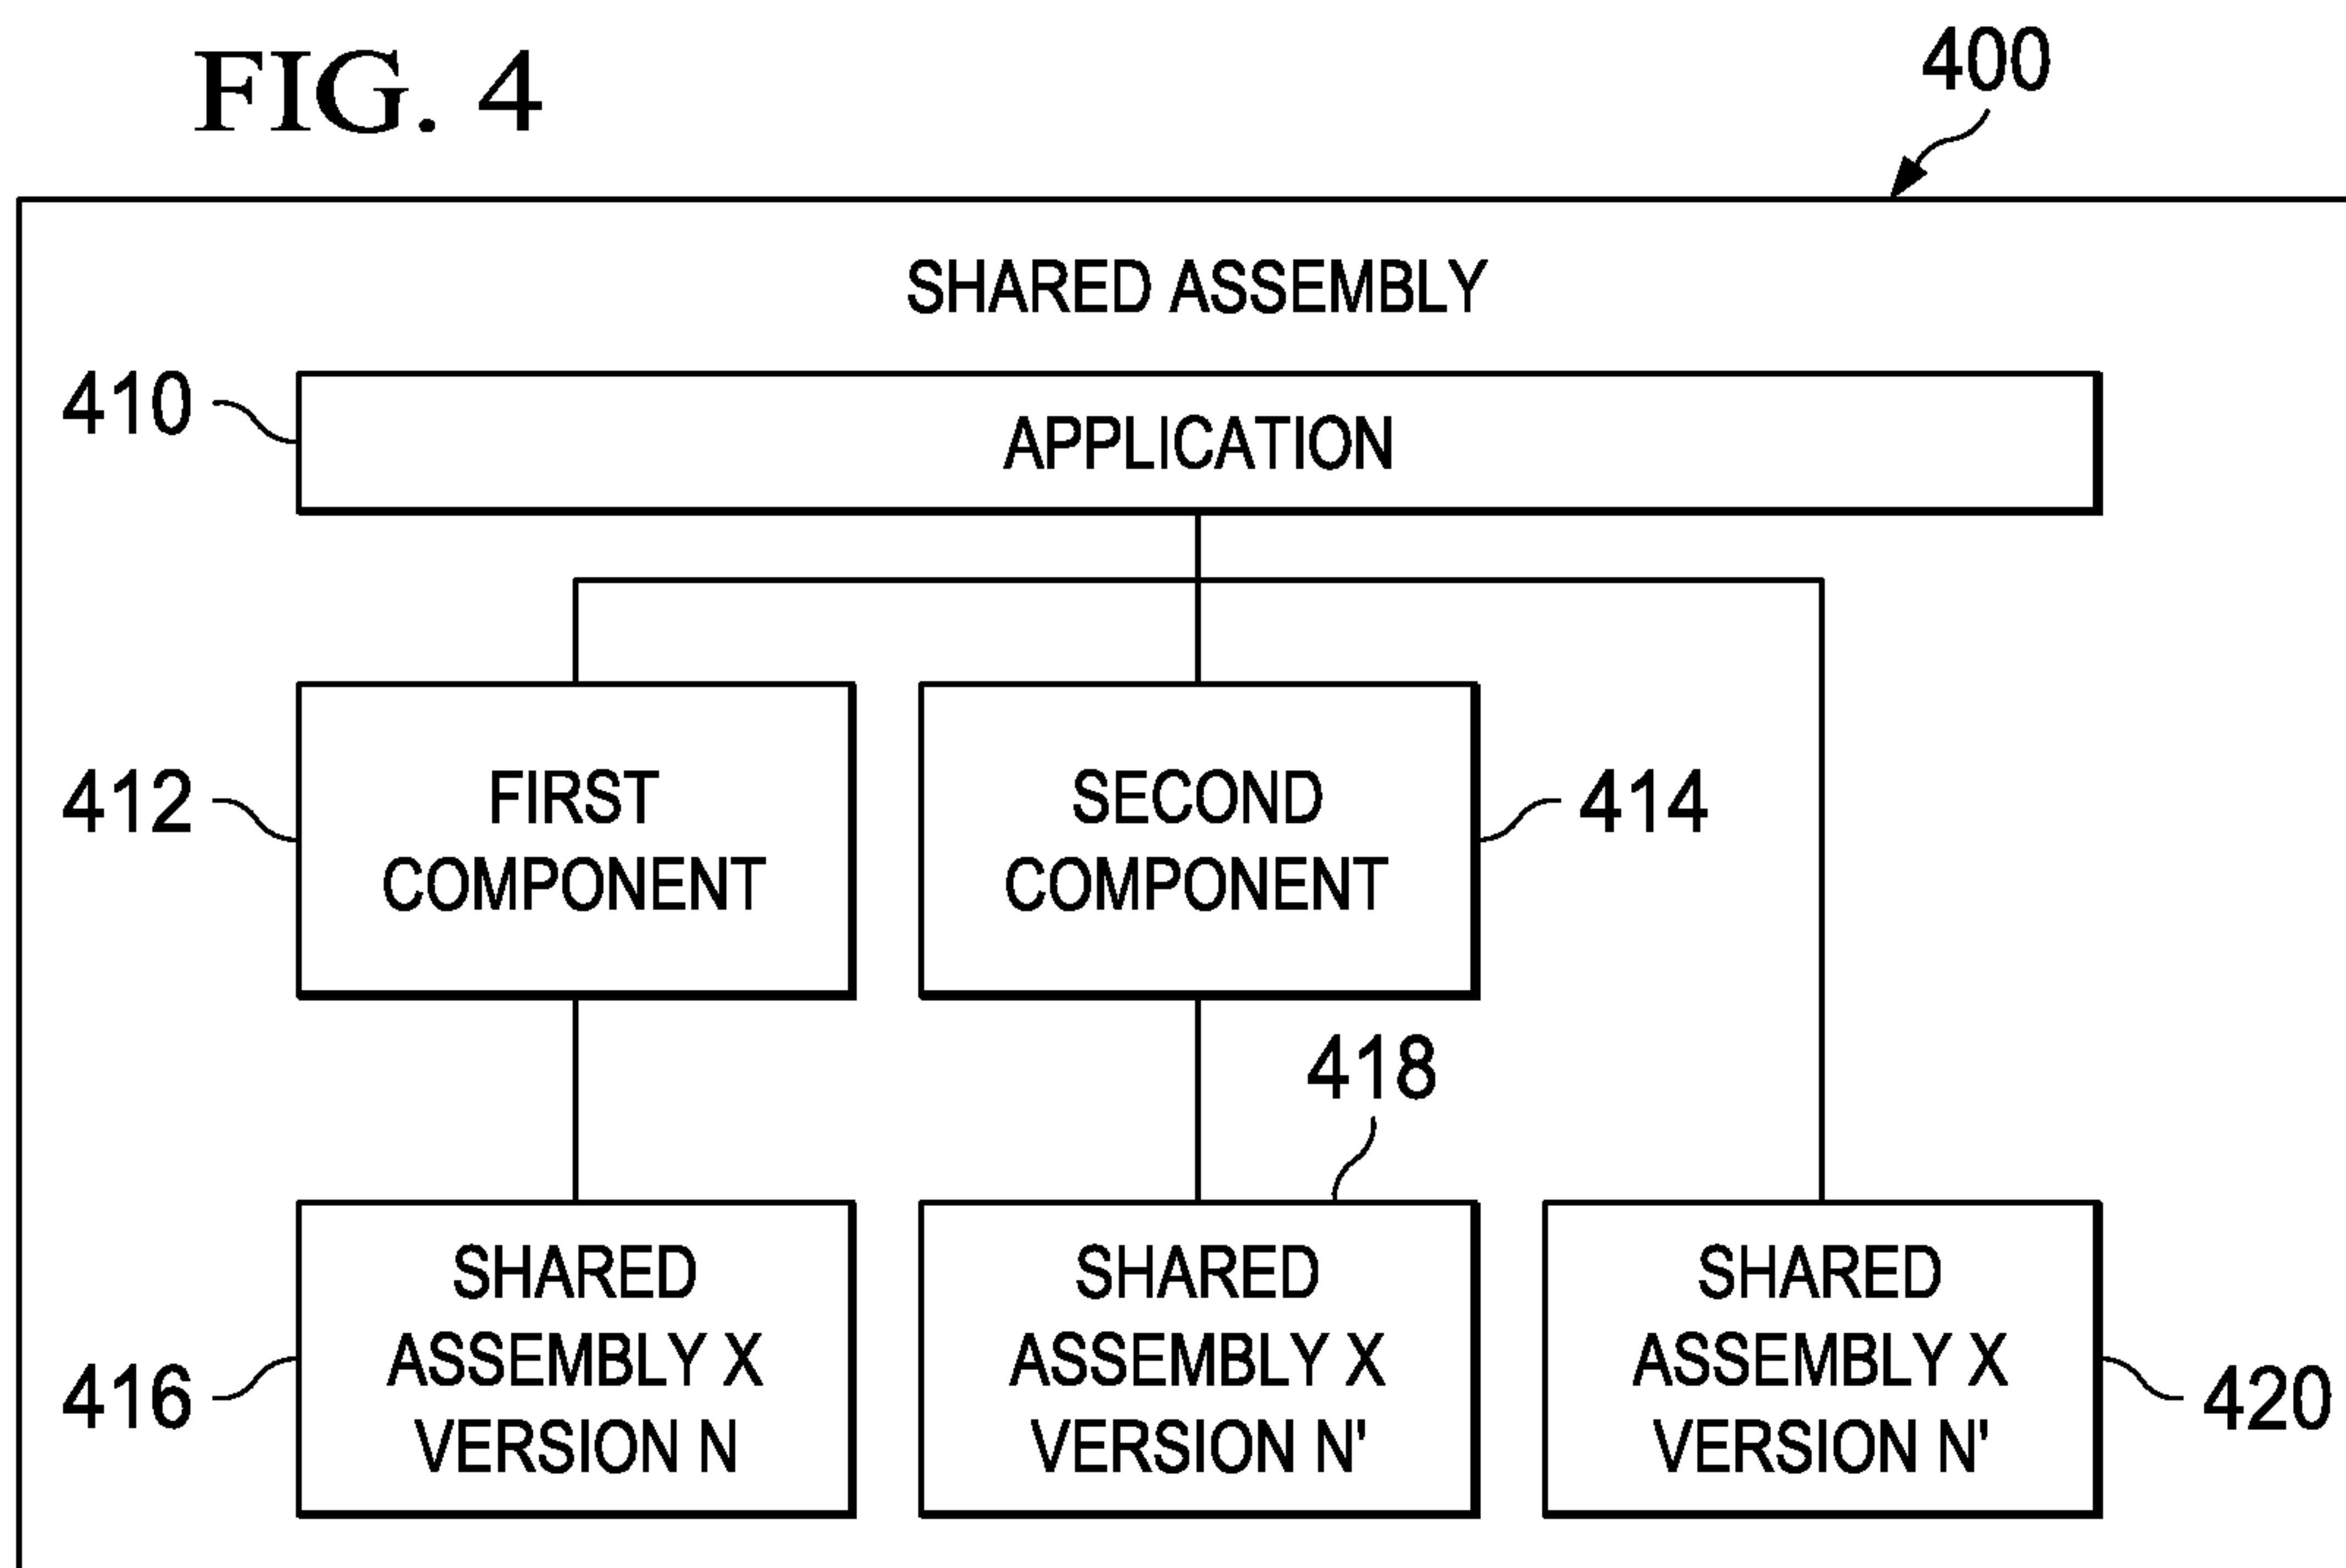 FIG. 4
400
SHARED ASSEMBLY
410
APPLICATION
412
FIRST
COMPONENT
SECOND
COMPONENT
414
418
416
SHARED
ASSEMBLY X
VERSION N
SHARED
ASSEMBLY X
VERSION N'
SHARED
ASSEMBLY X
VERSION N'
420